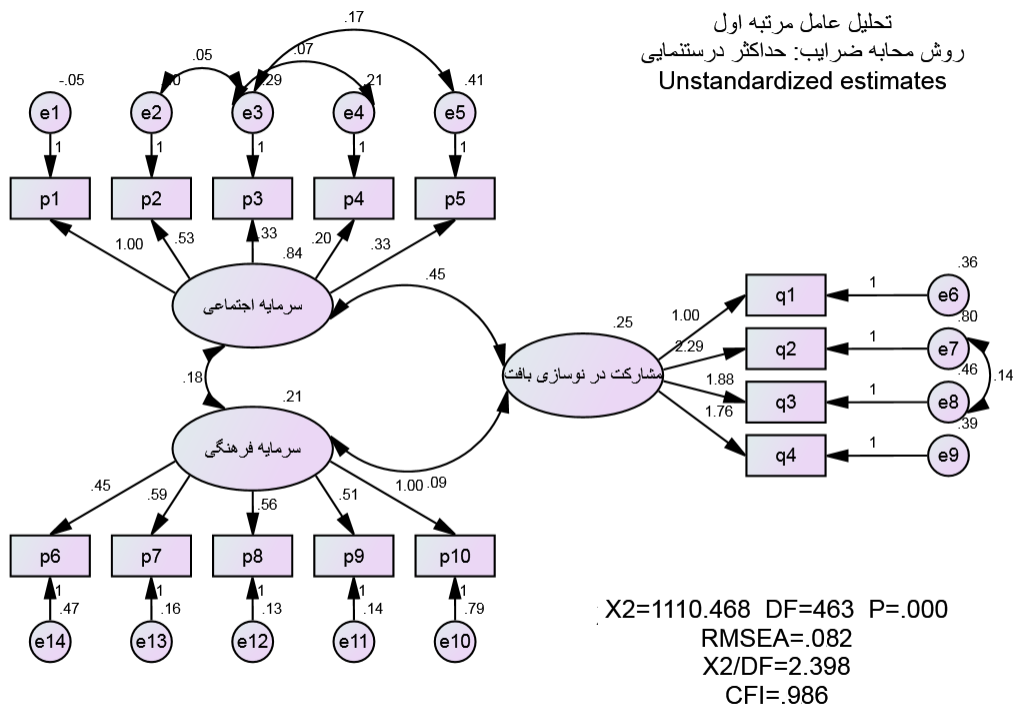 تحلیل عامل مرتبه اول
روش محابه ضرایب: حداکثر درستنمایی
Unstandardized estimates
.17
.05
.07
-.05
.29
.21
.41
e1
e2
e3
e4
e5
1
1
1
1
1
p1
p2
p3
p4
p5
1.00
.53
.33
.20
.33
.84
سرمایه اجتماعی
.45
.18
.21
سرمایه فرهنگی
.09
.25
مشارکت در نوسازی بافت
1.00
2.29
1.88
1.76
q1
q2
q3
q4
1
1
1
1
.36
e6
.80
e7
.46
e8
.39
e9
.14
.45
.59
.56
.51
1.00
p6
p7
p8
p9
p10
1
1
1
1
1
.47
.16
.13
.14
.79
e14
e13
e12
e11
e10
X2=1110.468 DF=463 P=.000
RMSEA=.082
X2/DF=2.398
CFI=.986